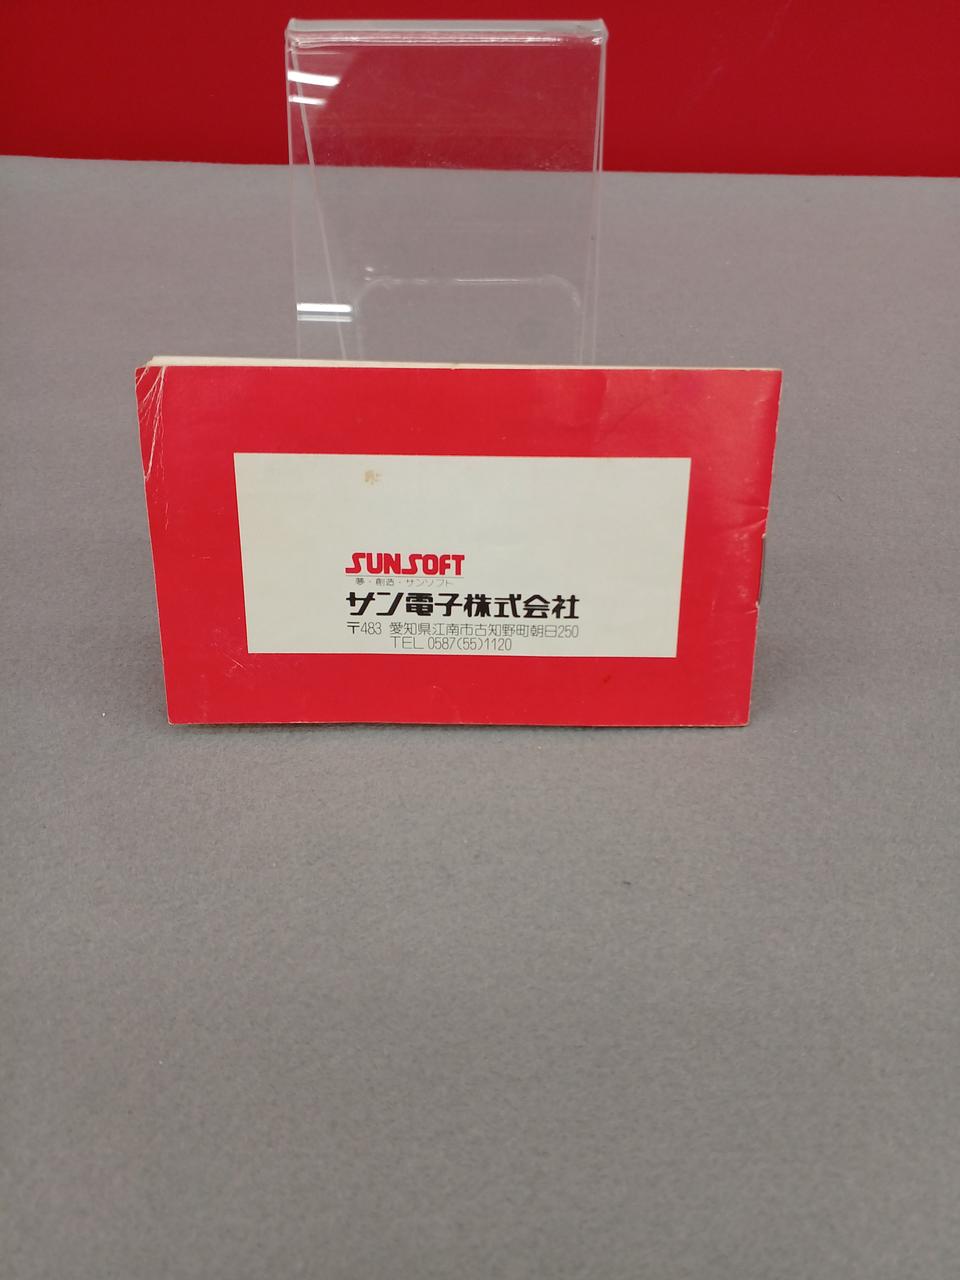 SUNSOFT
夢・創造・サンソフト
サン電子株式会社
〒483 愛知県江南市古知野町朝日250
TEL 0587(55)1120